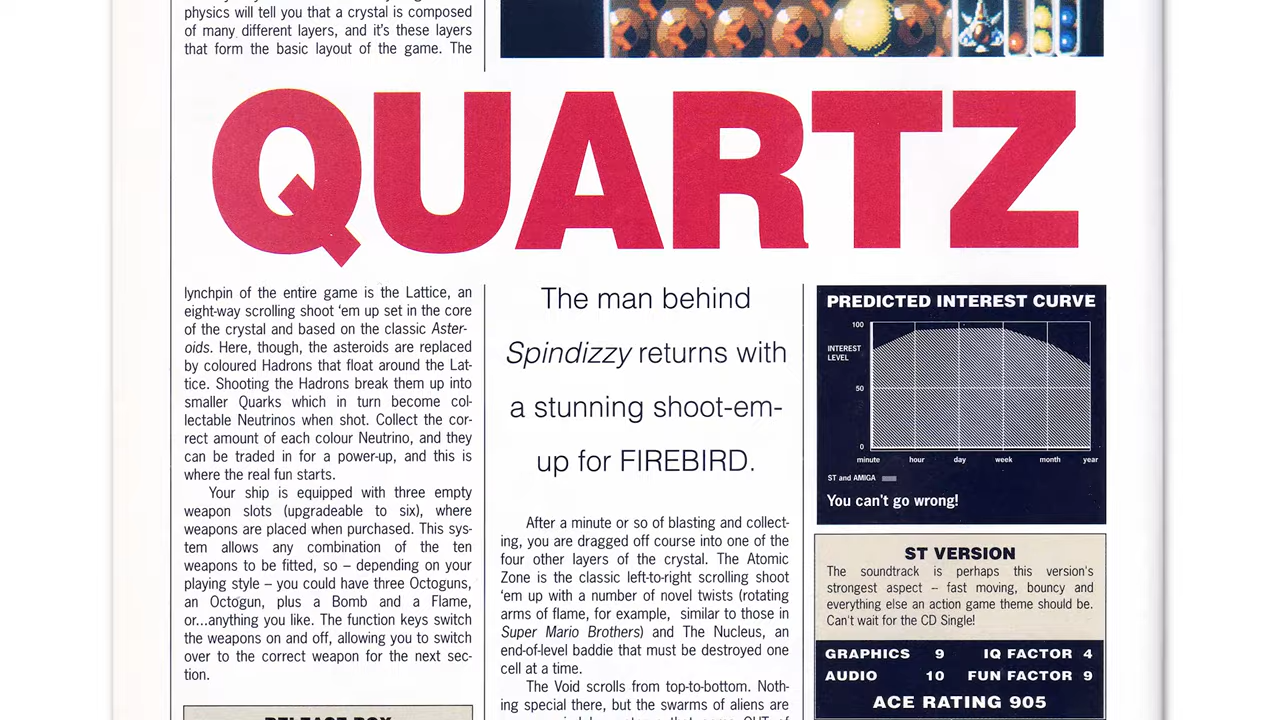 physics will tell you that a crystal is composed
of many different layers, and it's these layers
that form the basic layout of the game. The
QUARTZ
lynchpin of the entire game is the Lattice, an
eight-way scrolling shoot 'em up set in the core
of the crystal and based on the classic Aster-
oids. Here, though, the asteroids are replaced
by coloured Hadrons that float around the Lat-
tice. Shooting the Hadrons break them up into
smaller Quarks which in turn become col-
lectable Neutrinos when shot. Collect the cor-
rect amount of each colour Neutrino, and they
can be traded in for a power-up, and this is
where the real fun starts.
Your ship is equipped with three empty
weapon slots (upgradeable to six), where
weapons are placed when purchased. This sys-
tem allows any combination of the ten
weapons to be fitted, so – depending on your
playing style – you could have three Octoguns,
an Octogun, plus a Bomb and a Flame,
or...anything you like. The function keys switch
the weapons on and off, allowing you to switch
over to the correct weapon for the next sec-
tion.
RELEASE BOX
The man behind
Spindizzy returns with
a stunning shoot-em-
up for FIREBIRD.
After a minute or so of blasting and collect-
ing, you are dragged off course into one of the
four other layers of the crystal. The Atomic
Zone is the classic left-to-right scrolling shoot
'em up with a number of novel twists (rotating
arms of flame, for example, similar to those in
Super Mario Brothers) and The Nucleus, an
end-of-level baddie that must be destroyed one
cell at a time.
The Void scrolls from top-to-bottom. Noth-
ing special there, but the swarms of aliens are
PREDICTED INTEREST CURVE
100
INTEREST
LEVEL
50
0
minute hour day week month year
ST and AMIGA
You can't go wrong!
ST VERSION
The soundtrack is perhaps this version's
strongest aspect – fast moving, bouncy and
everything else an action game theme should be.
Can't wait for the CD Single!
GRAPHICS 9 IQ FACTOR 4
AUDIO 10 FUN FACTOR 9
ACE RATING 905